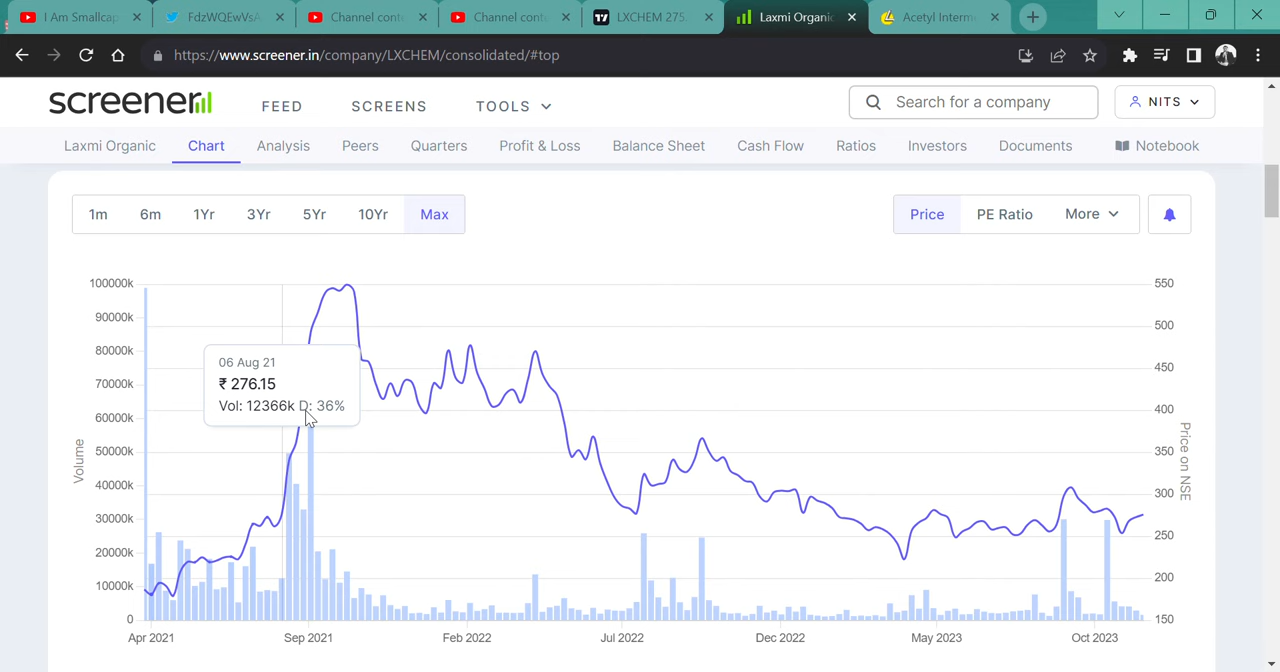 I Am Smallcap
FdzWQEwVsA
Channel cont
Channel cont
LXCHEM 275.
Laxmi Organic
Acetyl Interm
https://www.screener.in/company/LXCHEM/consolidated/#top
screener
FEED
SCREENS
TOOLS
Search for a company
NITS
Laxmi Organic
Chart
Analysis
Peers
Quarters
Profit & Loss
Balance Sheet
Cash Flow
Ratios
Investors
Documents
Notebook
1m
6m
1Yr
3Yr
5Yr
10Yr
Max
Price
PE Ratio
More
100000k
90000k
80000k
70000k
60000k
50000k
40000k
30000k
20000k
10000k
0
Volume
06 Aug 21
₹ 276.15
Vol: 12366k D: 36%
550
500
450
400
350
300
250
200
150
Price on NSE
Apr 2021
Sep 2021
Feb 2022
Jul 2022
Dec 2022
May 2023
Oct 2023